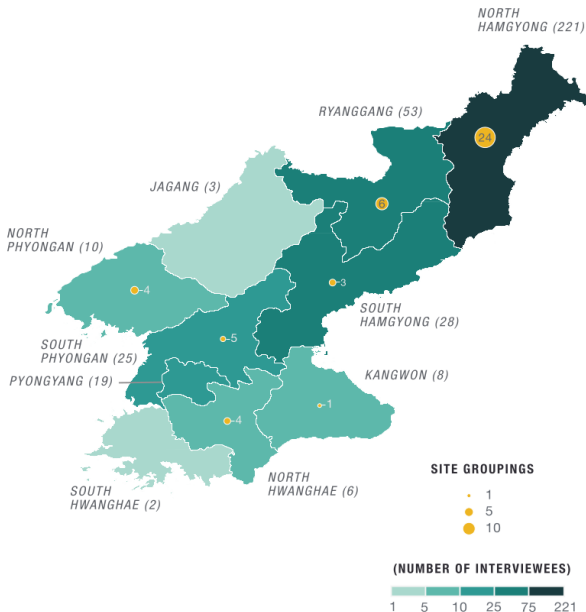 NORTH
HAMGYONG (221)
RYANGGANG (53)
24
JAGANG (3)
6
NORTH
PHYONGAN (10)
4
3
SOUTH
HAMGYONG (28)
5
SOUTH
PHYONGAN (25)
PYONGYANG (19)
KANGWON (8)
1
4
SOUTH
HWANGHAE (2)
NORTH
HWANGHAE (6)
SITE GROUPINGS
1
5
10
(NUMBER OF INTERVIEWEES)
1 5 10 25 75 221